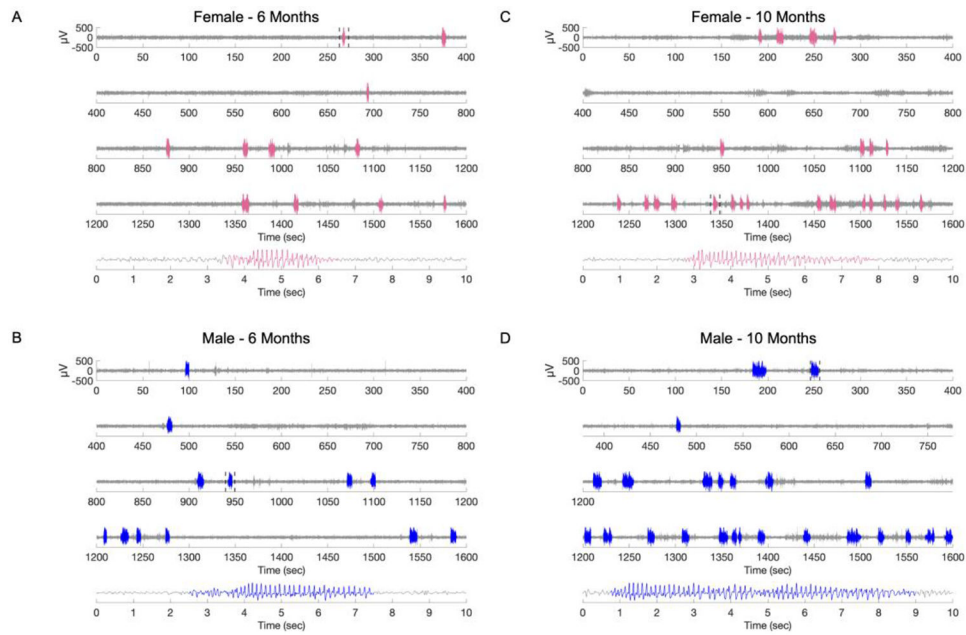 A
Female - 6 Months
µV
500
0
-500
0 50 100 150 200 250 300 350 400
400 450 500 550 600 650 700 750 800
800 850 900 950 1000 1050 1100 1150 1200
1200 1250 1300 1350 1400 1450 1500 1550 1600
Time (sec)
0 1 2 3 4 5 6 7 8 9 10
Time (sec)
C
Female - 10 Months
µV
500
0
-500
0 50 100 150 200 250 300 350 400
400 450 500 550 600 650 700 750 800
800 850 900 950 1000 1050 1100 1150 1200
1200 1250 1300 1350 1400 1450 1500 1550 1600
Time (sec)
0 1 2 3 4 5 6 7 8 9 10
Time (sec)
B
Male - 6 Months
µV
500
0
-500
0 50 100 150 200 250 300 350 400
400 450 500 550 600 650 700 750 800
800 850 900 950 1000 1050 1100 1150 1200
1200 1250 1300 1350 1400 1450 1500 1550 1600
Time (sec)
0 1 2 3 4 5 6 7 8 9 10
Time (sec)
D
Male - 10 Months
µV
500
0
-500
0 50 100 150 200 250 300 350 400
400 450 500 550 600 650 700 750
1200
1200 1250 1300 1350 1400 1450 1500 1550 1600
Time (sec)
0 1 2 3 4 5 6 7 8 9 10
Time (sec)